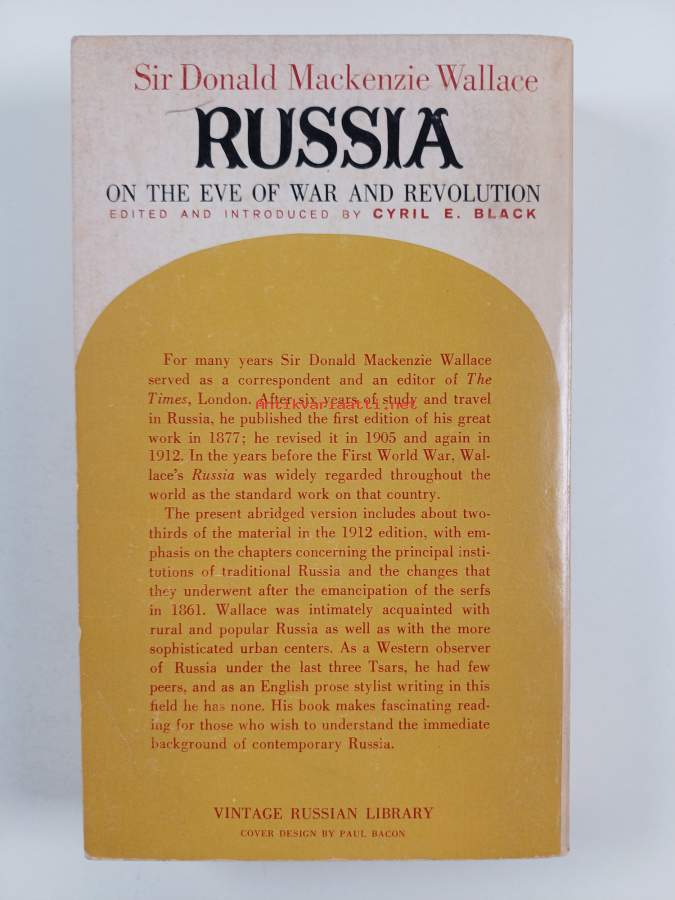 Sir Donald Mackenzie Wallace
RUSSIA
ON THE EVE OF WAR AND REVOLUTION
EDITED AND INTRODUCED BY CYRIL E. BLACK
For many years Sir Donald Mackenzie Wallace
served as a correspondent and an editor of The
Times, London. After six years of study and travel
Antikvariaatti.net
in Russia, he published the first edition of his great
work in 1877; he revised it in 1905 and again in
1912. In the years before the First World War, Wal-
lace's Russia was widely regarded throughout the
world as the standard work on that country.
The present abridged version includes about two-
thirds of the material in the 1912 edition, with em-
phasis on the chapters concerning the principal insti-
tutions of traditional Russia and the changes that
they underwent after the emancipation of the serfs
in 1861. Wallace was intimately acquainted with
rural and popular Russia as well as with the more
sophisticated urban centers. As a Western observer
of Russia under the last three Tsars, he had few
peers, and as an English prose stylist writing in this
field he has none. His book makes fascinating read-
ing for those who wish to understand the immediate
background of contemporary Russia.
VINTAGE RUSSIAN LIBRARY
COVER DESIGN BY PAUL BACON